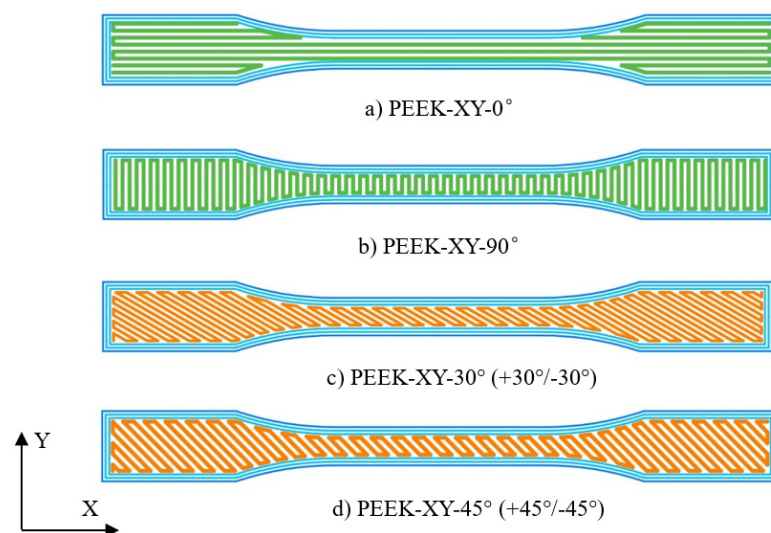 a) PEEK-XY-0°
b) PEEK-XY-90°
c) PEEK-XY-30° (+30°/-30°)
Y
X
d) PEEK-XY-45° (+45°/-45°)